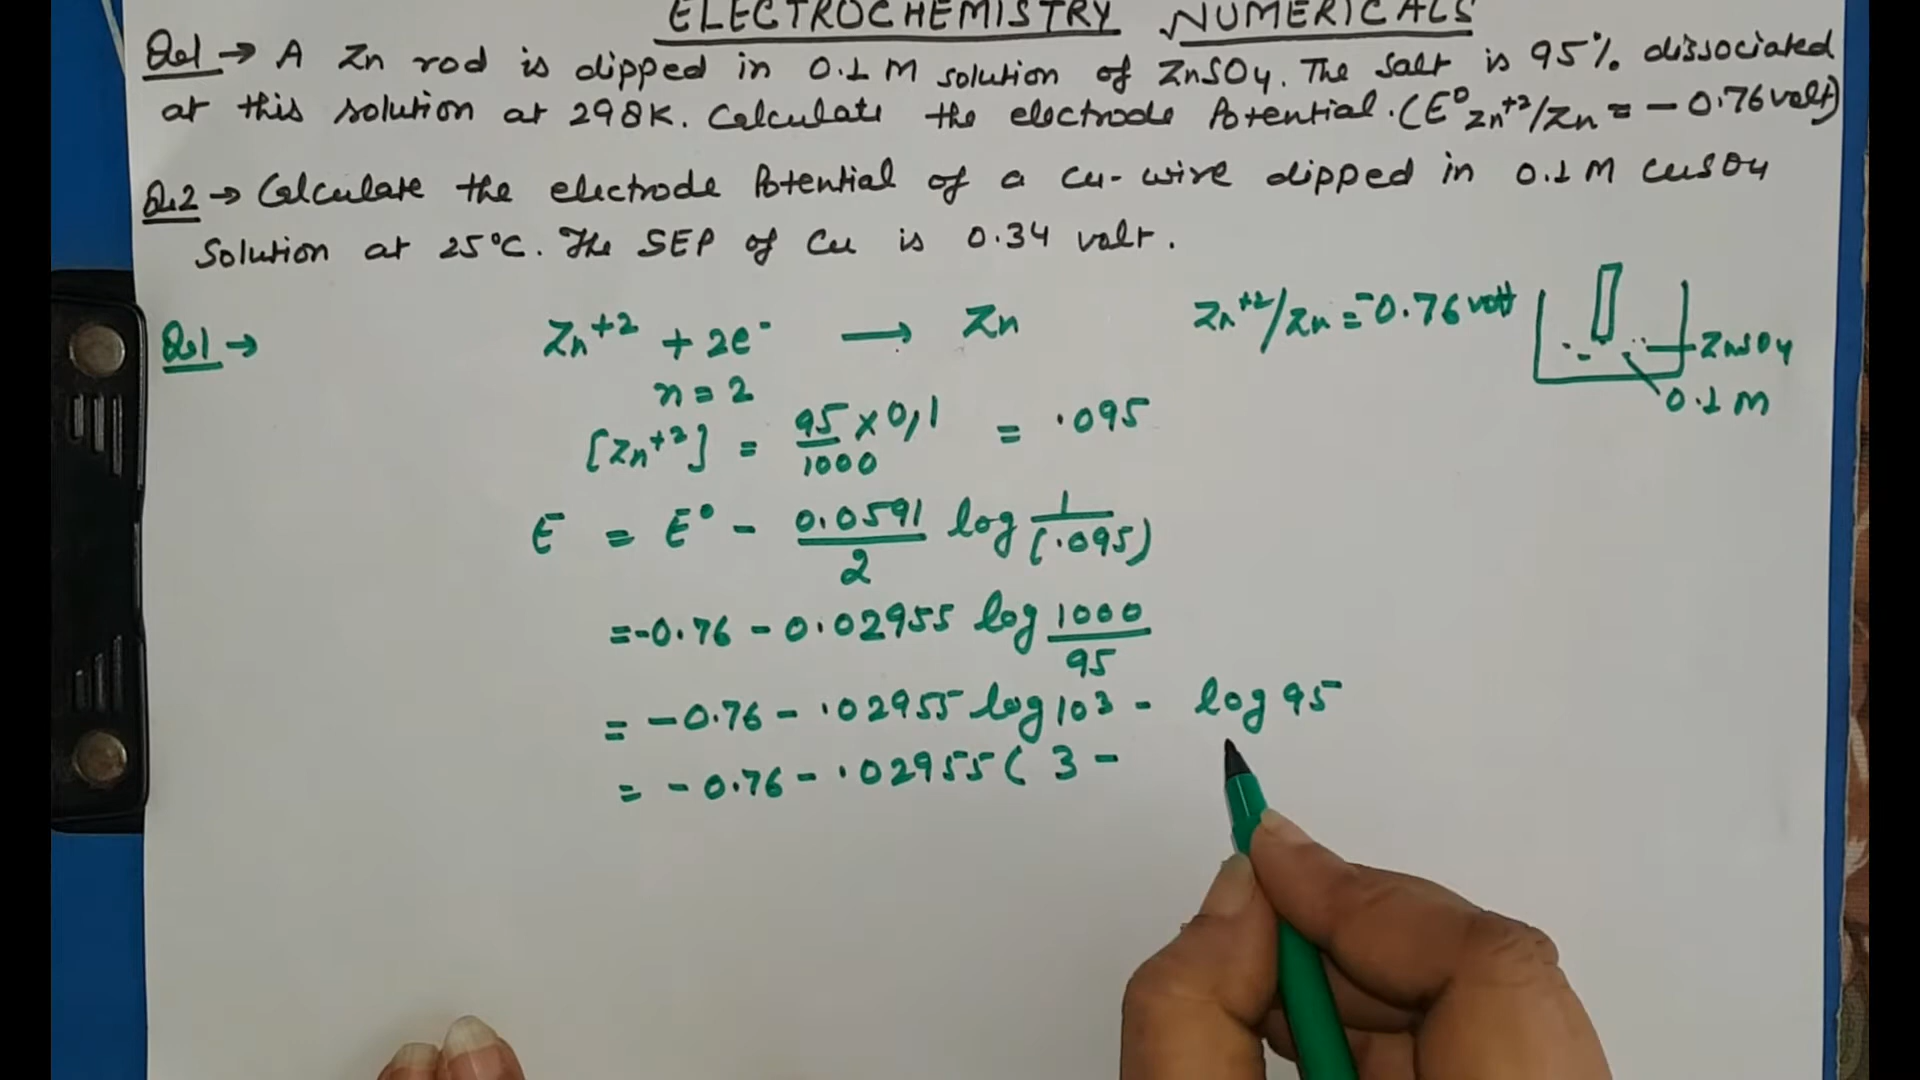 ELECTROCHEMISTRY NUMERICALS
Q.1 → A Zn rod is dipped in 0.1 M solution of ZnSO4. The salt is 95% dissociated
at this solution at 298K. Calculate the electrode Potential. (E⁰ Zn⁺²/Zn = - 0.76 volt)
Q.2 → Calculate the electrode Potential of a Cu-wire dipped in 0.1 M CuSO4
Solution at 25°C. The SEP of Cu is 0.34 volt.
Q.1 →
Zn⁺² + 2e⁻ → Zn
n = 2
[Zn⁺²] = 95/1000 × 0,1 = .095
E = E⁰ - 0.0591/2 log 1/(.095)
= -0.76 - 0.02955 log 1000/95
= -0.76 - .02955 log 10³ - log 95
= -0.76 - .02955 ( 3 -
Zn⁺²/Zn = -0.76 volt
ZnSO4
0.1 M